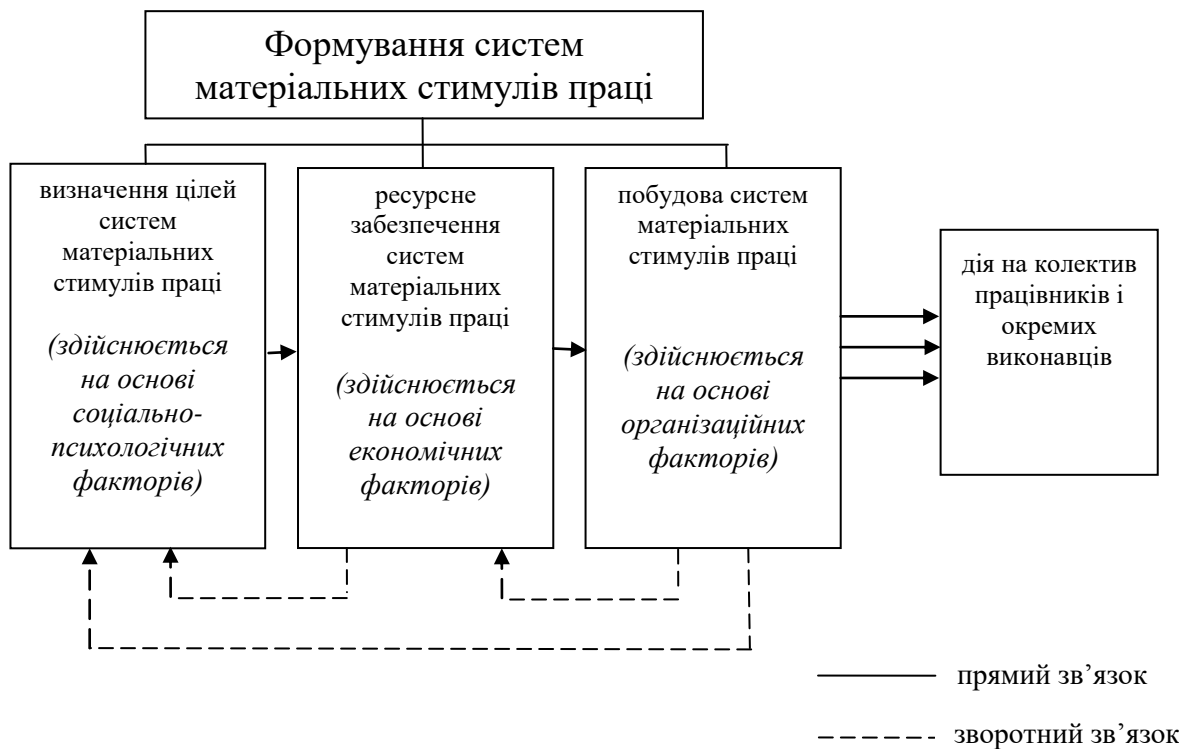 Формування систем
матеріальних стимулів праці
визначення цілей
систем
матеріальних
стимулів праці
(здійснюється
на основі
соціально-
психологічних
факторів)
ресурсне
забезпечення
систем
матеріальних
стимулів праці
(здійснюється
на основі
економічних
факторів)
побудова систем
матеріальних
стимулів праці
(здійснюється
на основі
організаційних
факторів)
дія на колектив
працівників і
окремих
виконавців
прямий зв’язок
зворотний зв’язок